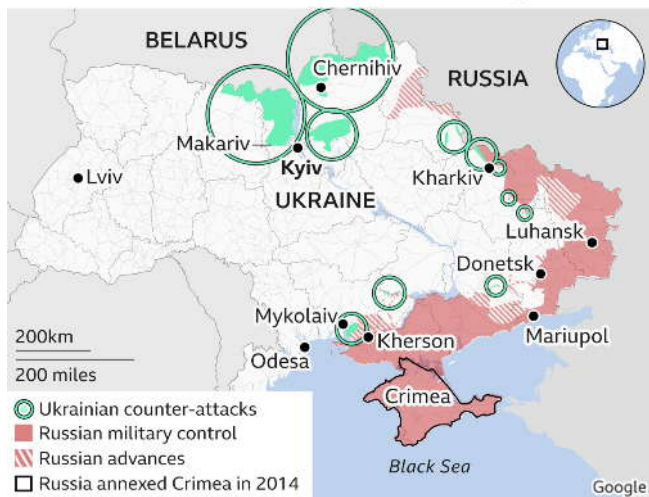 BELARUS
Chernihiv
RUSSIA
Makariv
Kyiv
Lviv
Kharkiv
UKRAINE
Luhansk
Donetsk
Mykolaiv
200km
Kherson
Mariupol
Odesa
200 miles
Crimea
Ukrainian counter-attacks
Russian military control
Russian advances
Black Sea
Russia annexed Crimea in 2014
Google